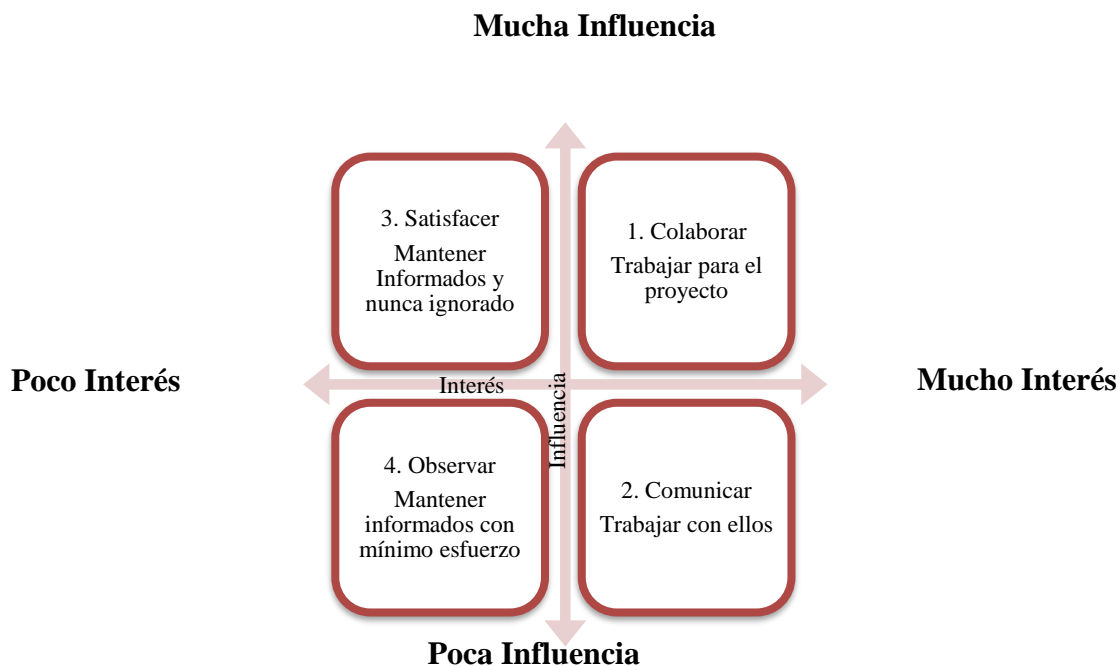 Mucha Influencia
3. Satisfacer
Mantener
Informados y
nunca ignorado
1. Colaborar
Trabajar para el
proyecto
Poco Interés
Interés
Influencia
Mucho Interés
4. Observar
Mantener
informados con
mínimo esfuerzo
2. Comunicar
Trabajar con ellos
Poca Influencia